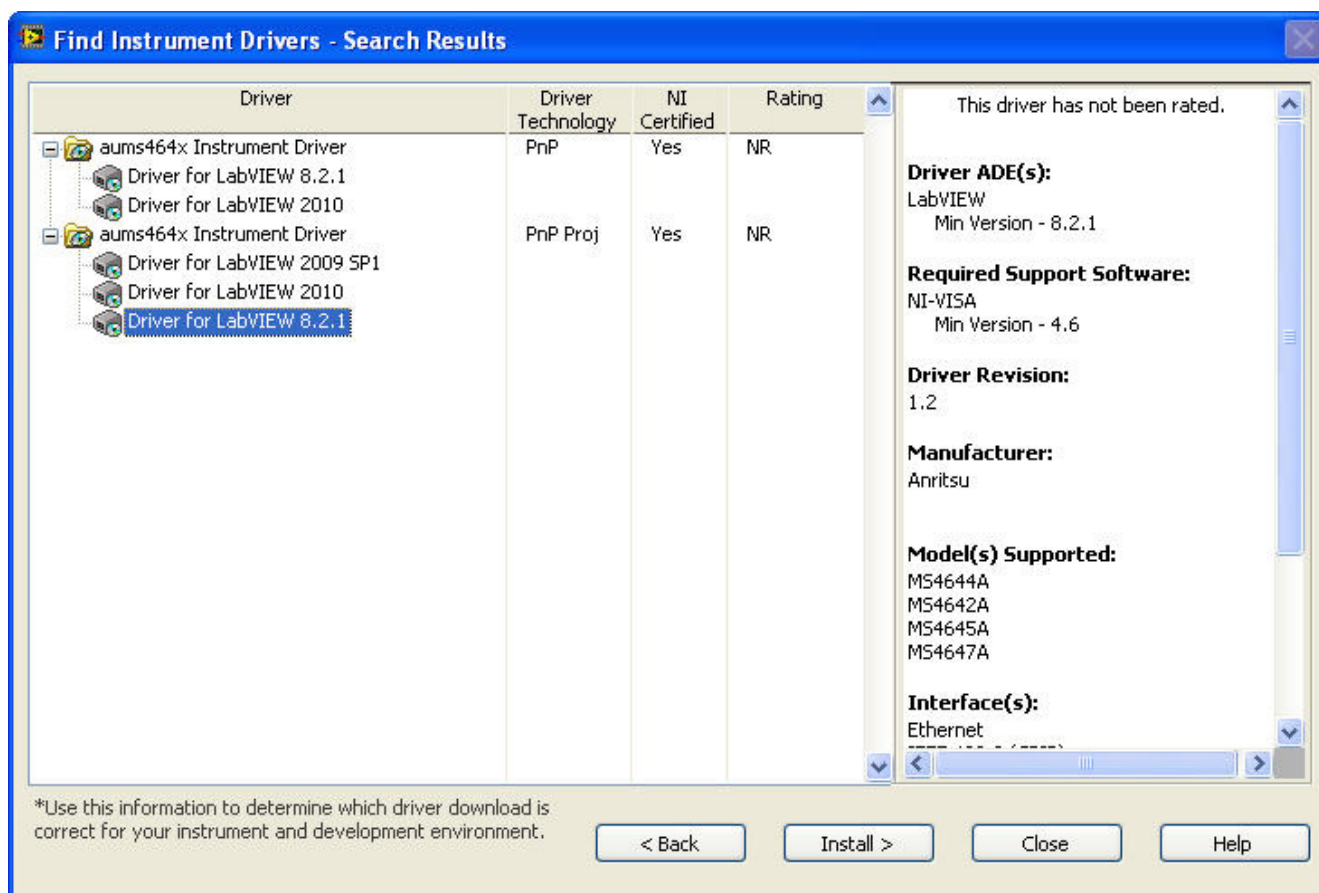 Find Instrument Drivers - Search Results
Driver
Driver Technology
NI Certified
Rating
aums464x Instrument Driver PnP Yes NR
Driver for LabVIEW 8.2.1
Driver for LabVIEW 2010
aums464x Instrument Driver PnP Proj Yes NR
Driver for LabVIEW 2009 SP1
Driver for LabVIEW 2010
Driver for LabVIEW 8.2.1
This driver has not been rated.
Driver ADE(s):
LabVIEW
Min Version - 8.2.1
Required Support Software:
NI-VISA
Min Version - 4.6
Driver Revision:
1.2
Manufacturer:
Anritsu
Model(s) Supported:
MS4644A
MS4642A
MS4645A
MS4647A
Interface(s):
Ethernet
*Use this information to determine which driver download is
correct for your instrument and development environment.
< Back
Install >
Close
Help